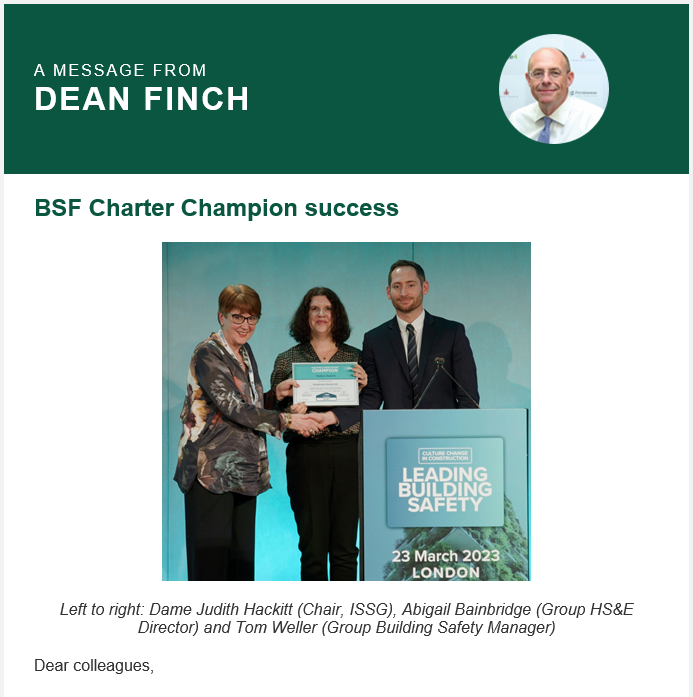 A MESSAGE FROM
DEAN FINCH
BSF Charter Champion success
CHAMPION
CULTURE CHANGE
IN CONSTRUCTION
LEADING
BUILDING
SAFETY
23 March 2023
LONDON
Left to right: Dame Judith Hackitt (Chair, ISSG), Abigail Bainbridge (Group HS&E
Director) and Tom Weller (Group Building Safety Manager)
Dear colleagues,